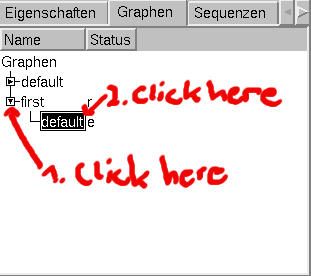 Eigenschaften Graphen Sequenzen
Name Status
Graphen
default
first r
2. Click here
default e
1. Click here